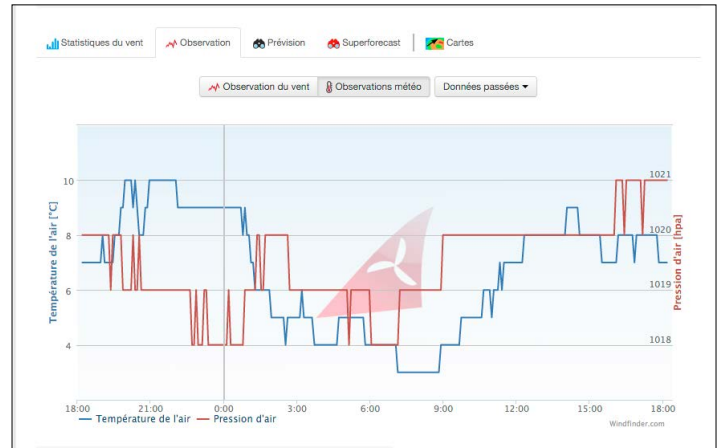 Statistiques du vent Observation Prévision Superforecast Cartes
Observation du vent Observations météo Données passées
10
8
6
4
Température de l'air [°C]
1021
1020
1019
1018
Pression d'air [hpa]
18:00 21:00 0:00 3:00 6:00 9:00 12:00 15:00 18:00
Température de l'air Pression d'air
Windfinder.com